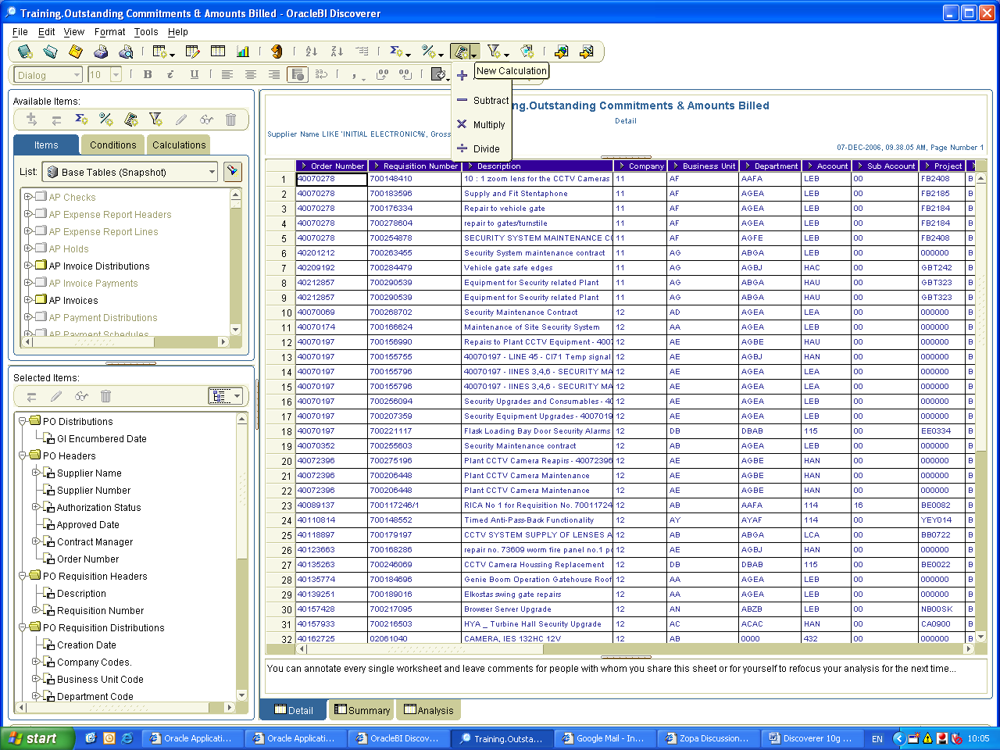 Training.Outstanding Commitments & Amounts Billed - OracleBI Discoverer
File Edit View Format Tools Help
Dialog 10 B i U
New Calculation
Subtract
Multiply
Divide
Available Items:
Items Conditions Calculations
List: Base Tables (Snapshot)
AP Checks
AP Expense Report Headers
AP Expense Report Lines
AP Holds
AP Invoice Distributions
AP Invoice Payments
AP Invoices
AP Payment Distributions
AP Payment Schedules
Selected Items:
PO Distributions
Gl Encumbered Date
PO Headers
Supplier Name
Supplier Number
Authorization Status
Approved Date
Contract Manager
Order Number
PO Requisition Headers
Description
Requisition Number
PO Requisition Distributions
Creation Date
Company Codes.
Business Unit Code
Department Code
ng.Outstanding Commitments & Amounts Billed
Detail
Supplier Name LIKE 'INITIAL ELECTRONIC%', Gross
07-DEC-2006, 09.38.05 AM, Page Number 1
Order Number Requisition Number Description Company Business Unit Department Account Sub Account Project
1 40070278 700148410 10 : 1 zoom lens for the CCTV Cameras 11 AF AAFA LEB 00 FB2408 B
2 40070278 700183596 Supply and Fit Stentaphone 11 AF AGEA LEB 00 FB2185 B
3 40070278 700176334 Repair to vehicle gate 11 AF AGEA LEB 00 FB2184 B
4 40070278 700278604 repair to gates/turnstile 11 AF AGEA LEB 00 FB2184 B
5 40070278 700254878 SECURITY SYSTEM MAINTENANCE CO 11 AF AGFE LEB 00 FB2408 B
6 40201212 700263455 Security System maintenance contract 11 AG ABGA LEB 00 000000 B
7 40209192 700284479 Vehicle gate safe edges 11 AG AGBJ HAC 00 GBT242 B
8 40212857 700290539 Equipment for Security related Plant 11 AG ABGA HAU 00 GBT323 B
9 40212857 700290539 Equipment for Security related Plant 11 AG ABGA HAU 00 GBT323 B
10 40070069 700268702 Security Maintenance Contract 12 AD AGEA LEA 00 000000 B
11 40070174 700166624 Maintenance of Site Security System 12 AA AGEA LEB 00 000000 B
12 40070197 700156990 Repairs to Plant CCTV Equipment - 4007 12 AE AGBE HAU 00 000000 B
13 40070197 700155755 40070197 - LINE 45 - CI71 Temp signal 12 AE AGBJ HAN 00 000000 B
14 40070197 700155796 40070197 - lINES 3,4,6 - SECURITY MA 12 AE AGEA LEA 00 000000 B
15 40070197 700155796 40070197 - lINES 3,4,6 - SECURITY MA 12 AE AGEA LEA 00 000000 B
16 40070197 700256094 Security Upgrades and Consumables - 40 12 AE AGEA LEB 00 000000 B
17 40070197 700207359 Security Equipment Upgrades - 4007019 12 AE AGEA LEB 00 000000 B
18 40070197 700221117 Flask Loading Bay Door Security Alarms 12 DB DBAB 115 00 EE0334 B
19 40070352 700255603 Security Maintenance contract 12 AB AGEA LEB 00 000000 B
20 40072396 700275196 Plant CCTV Camera Reapirs - 40072396 12 AE AGBE HAN 00 000000 B
21 40072396 700206448 Plant CCTV Camera Maintenance 12 AE AGBE HAN 00 000000 B
22 40072396 700206448 Plant CCTV Camera Maintenance 12 AE AGBE HAN 00 000000 B
23 40089137 700117246/1 RICA No 1 for Requisition No. 70011724 12 AB AAFA 114 16 BE0082 B
24 40110814 700148552 Timed Anti-Pass-Back Functionality 12 AY AYAF 114 00 YEY014 B
25 40118897 700179197 CCTV SYSTEM SUPPLY OF LENSES A 12 AB ABGA LCA 00 BB0722 B
26 40123663 700168286 repair no. 73609 worm fire panel no.1 po 12 AE AGBJ HAN 00 000000 B
27 40135263 700246069 CCTV Camera Houssing Replacement 12 DB DBAB 115 00 BE0022 B
28 40135774 700184696 Genie Boom Operation Gatehouse Roof 12 AA AGEA LEB 00 000000 B
29 40139251 700189016 Elkostas swing gate repairs 12 AA AGEA LEB 00 000000 B
30 40157428 700217095 Browser Server Upgrade 12 AN ABZB LEB 00 NB00SK B
31 40157933 700216503 HYA _ Turbine Hall Security Upgrade 12 AC ACAC HAN 00 CA0900 B
32 40162725 02061040 CAMERA, IES 132HC 12V 12 AB 0000 432 00 000000 B
You can annotate every single worksheet and leave comments for people with whom you share this sheet or for yourself to refocus your analysis for the next time...
Detail Summary Analysis
start Oracle Applicati... Oracle Applicati... OracleBI Discov... Training.Outsta... Google Mail - In... Zopa Discussion... Discoverer 10g ... EN 10:05